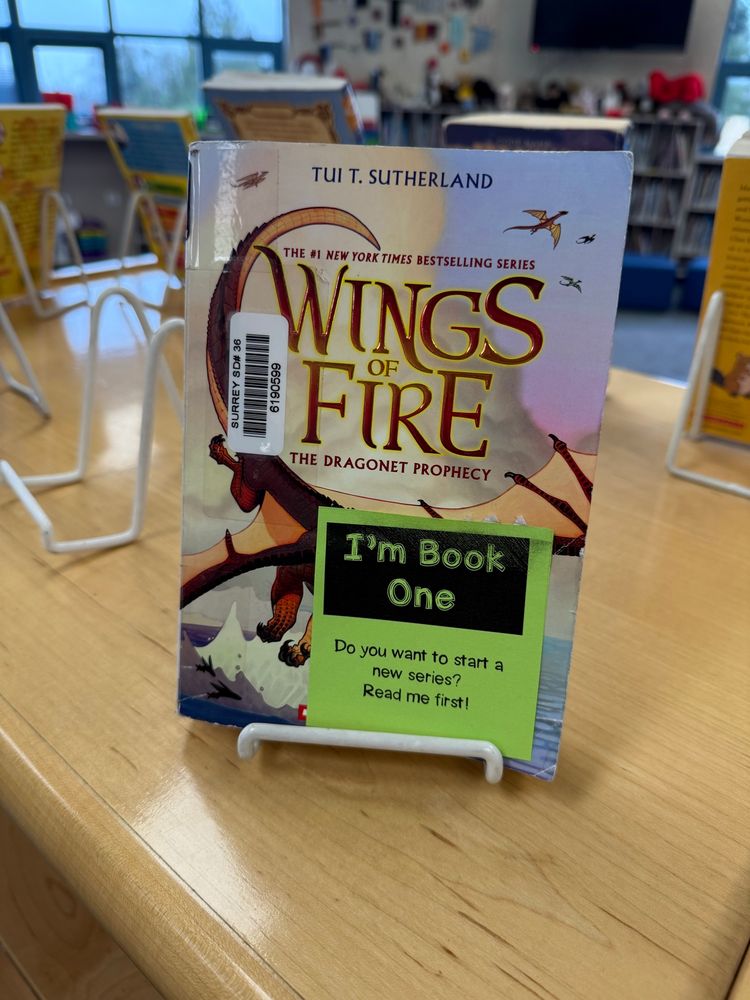 TUI T. SUTHERLAND
THE #1 NEW YORK TIMES BESTSELLING SERIES
WINGS
OF
FIRE
THE DRAGONET PROPHECY
SURREY SD# 36
6190599
I'm Book
One
Do you want to start a
new series?
Read me first!